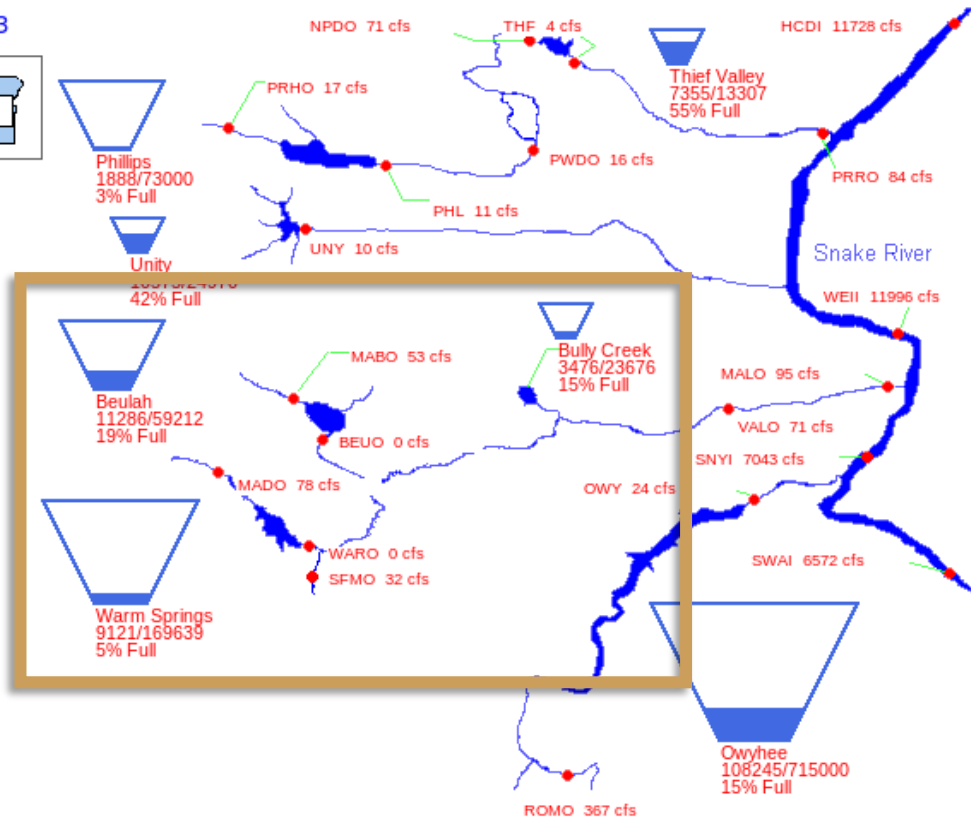 NPDO 71 cfs
THF 4 cfs
HCDI 11728 cfs
PRHO 17 cfs
Thief Valley
7355/13307
55% Full
Phillips
1888/73000
3% Full
PWDO 16 cfs
PRRO 84 cfs
PHL 11 cfs
UNY 10 cfs
Snake River
Unity
42% Full
WEII 11996 cfs
MABO 53 cfs
Bully Creek
3476/23676
15% Full
MALO 95 cfs
Beulah
11286/59212
19% Full
VALO 71 cfs
BEUO 0 cfs
SNYI 7043 cfs
MADO 78 cfs
OWY 24 cfs
WARO 0 cfs
SWAI 6572 cfs
SFMO 32 cfs
Warm Springs
9121/169639
5% Full
Owyhee
108245/715000
15% Full
ROMO 367 cfs